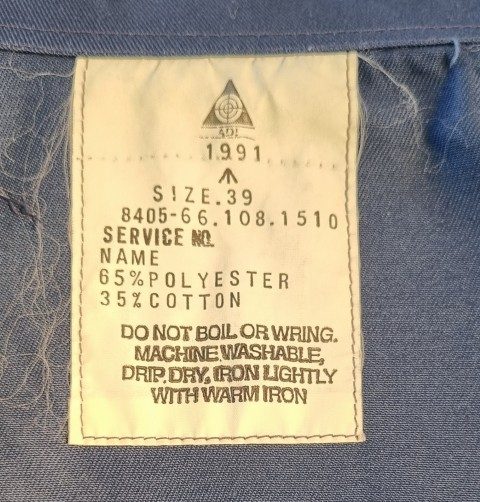 ADI
1991
SIZE.39
8405-66.108.1510
SERVICE NO.
NAME
65%POLYESTER
35%COTTON
DO NOT BOIL OR WRING.
MACHINE WASHABLE,
DRIP.DRY, IRON LIGHTLY
WITH WARM IRON